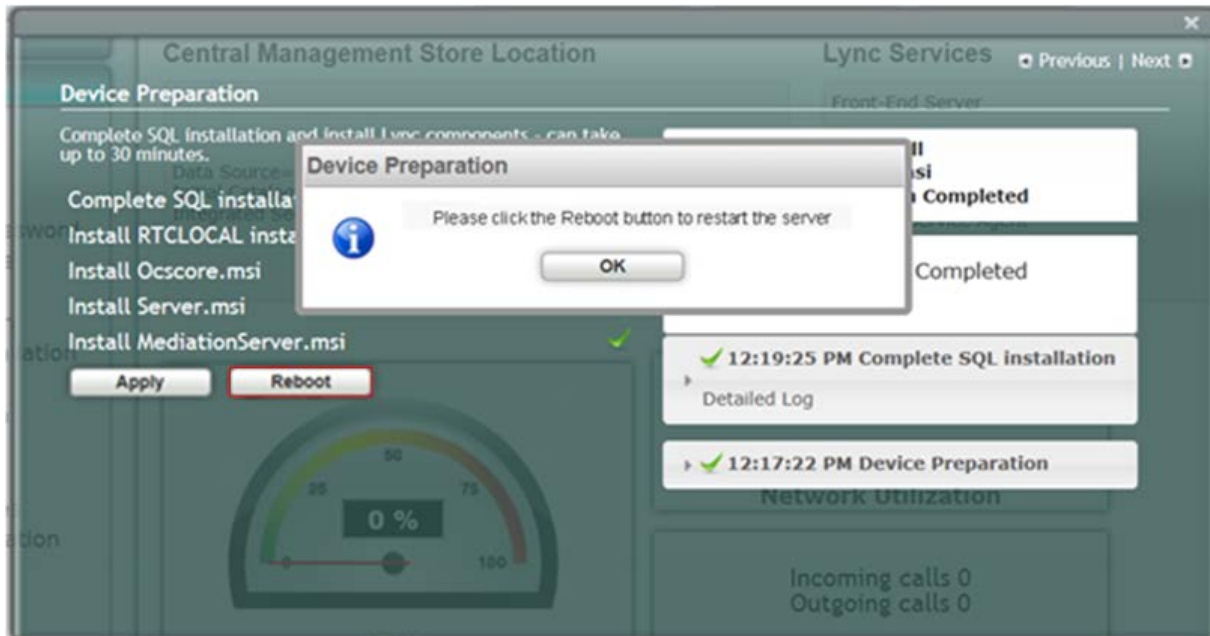 Central Management Store Location
Lync Services
Previous | Next
Device Preparation
Front-End Server
Complete SQL installation and install Lync components - can take
up to 30 minutes.
Data Source=
Device Preparation
Please click the Reboot button to restart the server
OK
Completed
Complete SQL
Install RTCLOCAL
Install Ocscore.msi
Completed
Install Server.msi
Install MediationServer.msi
Apply
Reboot
12:19:25 PM Complete SQL installation
Detailed Log
12:17:22 PM Device Preparation
Network Utilization
0
25
50
75
100
0 %
Incoming calls 0
Outgoing calls 0